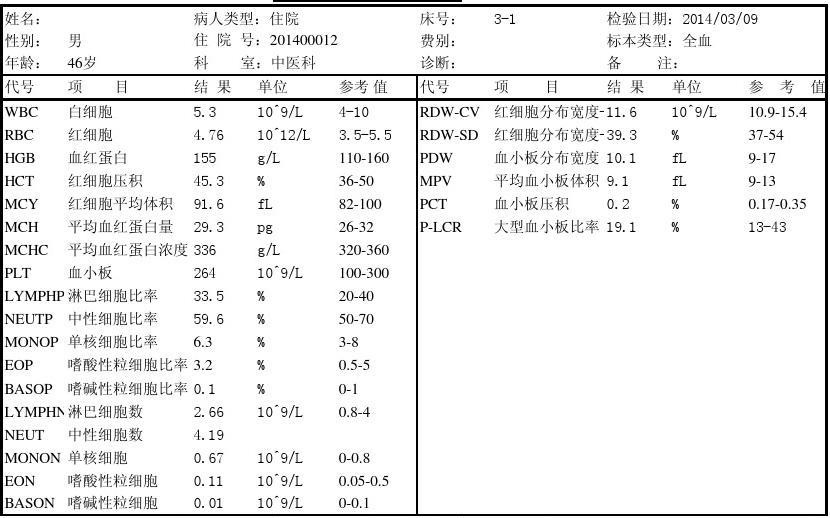 姓名： 病人类型：住院 床号： 3-1 检验日期：2014/03/09
性别： 男 住 院 号：201400012 费别： 标本类型：全血
年龄： 46岁 科 室：中医科 诊断： 备 注：
代号 项 目 结 果 单位 参考 值 代号 项 目 结 果 单位 参 考 值
WBC 白细胞 5.3 10^9/L 4-10 RDW-CV 红细胞分布宽度-11.6 10^9/L 10.9-15.4
RBC 红细胞 4.76 10^12/L 3.5-5.5 RDW-SD 红细胞分布宽度-39.3 % 37-54
HGB 血红蛋白 155 g/L 110-160 PDW 血小板分布宽度 10.1 fL 9-17
HCT 红细胞压积 45.3 % 36-50 MPV 平均血小板体积 9.1 fL 9-13
MCY 红细胞平均体积 91.6 fL 82-100 PCT 血小板压积 0.2 % 0.17-0.35
MCH 平均血红蛋白量 29.3 pg 26-32 P-LCR 大型血小板比率 19.1 % 13-43
MCHC 平均血红蛋白浓度 336 g/L 320-360
PLT 血小板 264 10^9/L 100-300
LYMPHP 淋巴细胞比率 33.5 % 20-40
NEUTP 中性细胞比率 59.6 % 50-70
MONOP 单核细胞比率 6.3 % 3-8
EOP 嗜酸性粒细胞比率 3.2 % 0.5-5
BASOP 嗜碱性粒细胞比率 0.1 % 0-1
LYMPHN 淋巴细胞数 2.66 10^9/L 0.8-4
NEUT 中性细胞数 4.19
MONON 单核细胞 0.67 10^9/L 0-0.8
EON 嗜酸性粒细胞 0.11 10^9/L 0.05-0.5
BASON 嗜碱性粒细胞 0.01 10^9/L 0-0.1